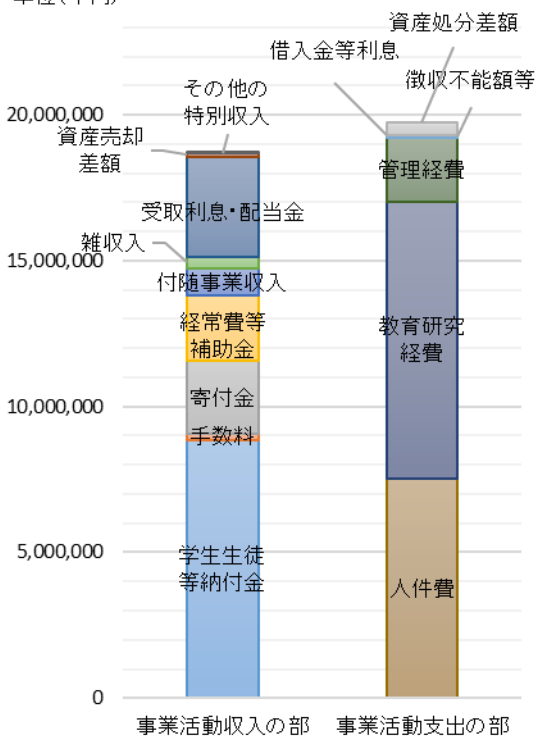 資産処分差額
借入金等利息
徴収不能額等
その他の
特別収入
20,000,000
資産売却
差額
管理経費
受取利息・配当金
雑収入
15,000,000
付随事業収入
経常費等
補助金
教育研究
経費
寄付金
10,000,000
手数料
学生生徒
等納付金
5,000,000
人件費
0
事業活動収入の部
事業活動支出の部